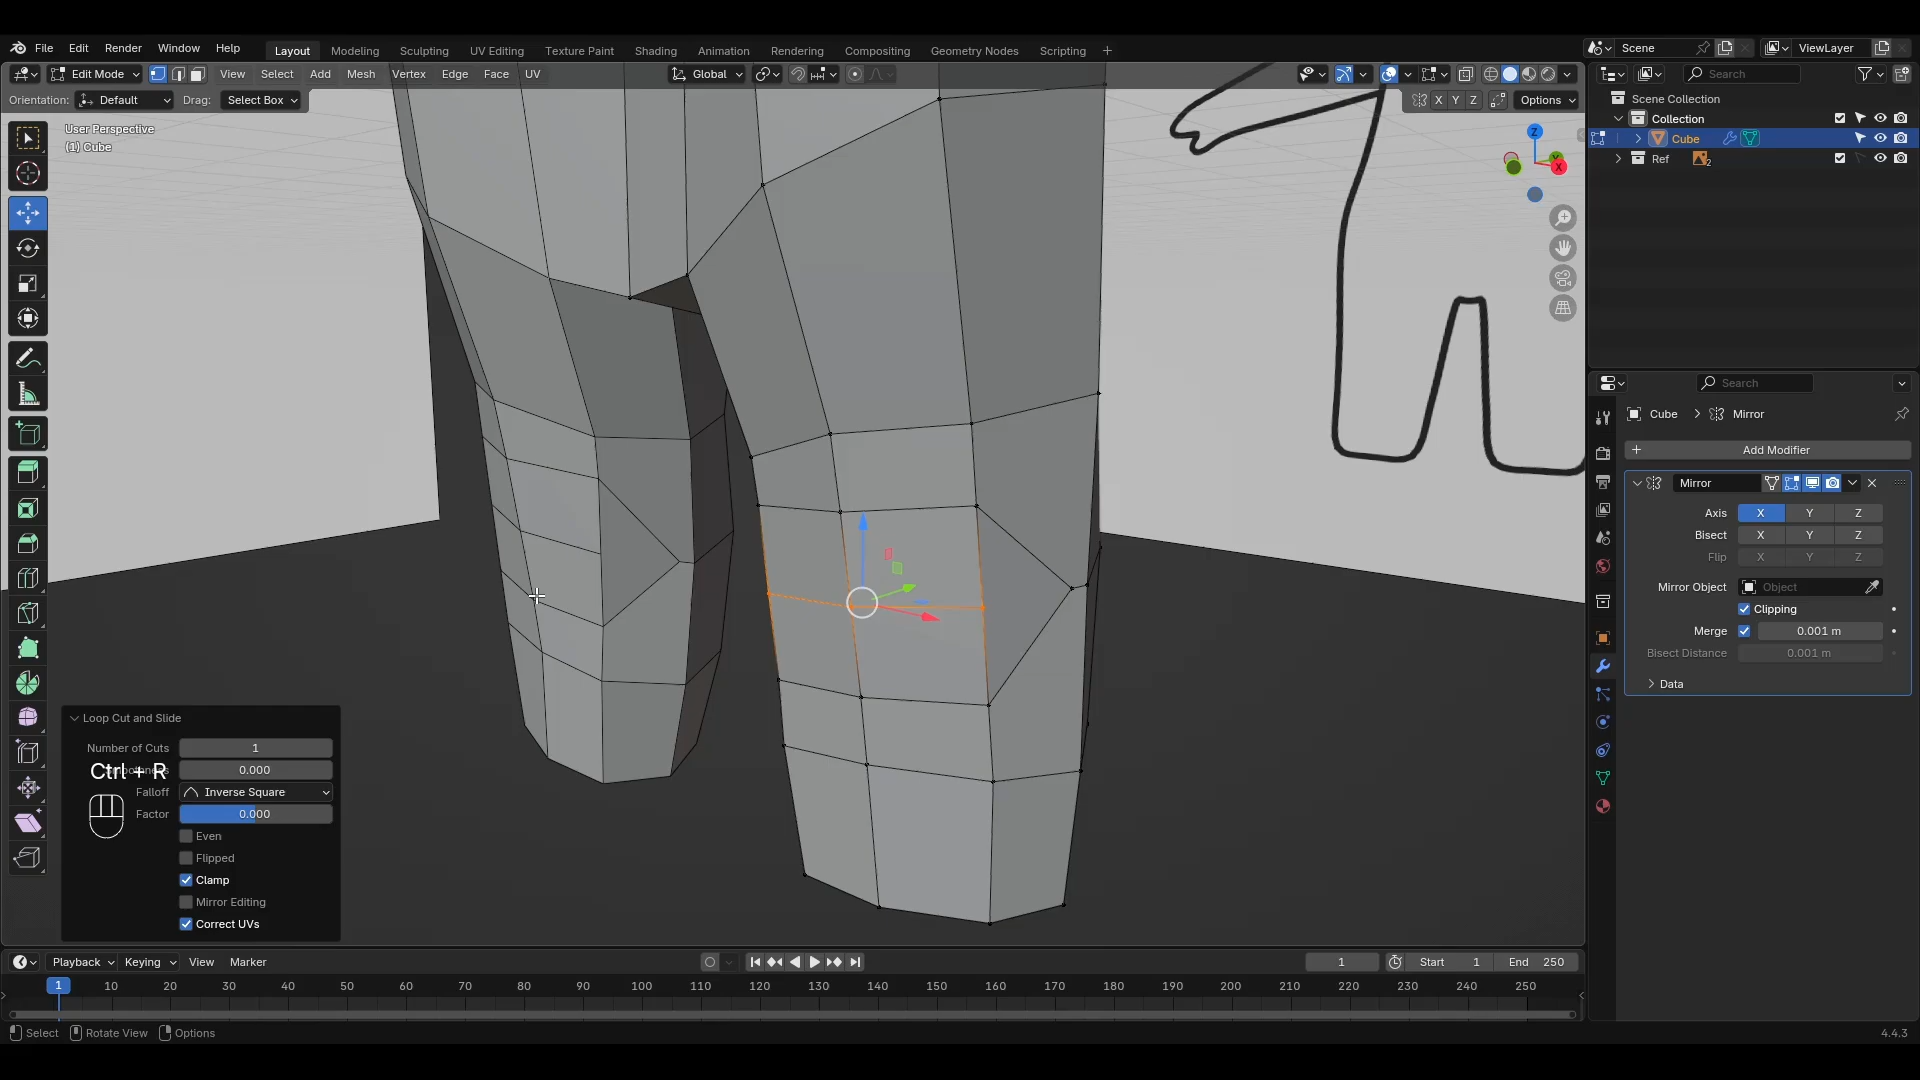 File Edit Render Window Help Layout Modeling Sculpting UV Editing Texture Paint Shading Animation Rendering Compositing Geometry Nodes Scripting + Scene ViewLayer
Edit Mode View Select Add Mesh Vertex Edge Face UV Global Search
Orientation: Default Drag: Select Box X Y Z Options
Scene Collection
Collection
Cube
Ref 2
User Perspective
(1) Cube
Z
X
Search
Cube > Mirror
Add Modifier
Mirror
Axis X Y Z
Bisect X Y Z
Flip X Y Z
Mirror Object Object
Clipping
Merge 0.001 m
Bisect Distance 0.001 m
Data
Loop Cut and Slide
Number of Cuts 1
0.000
Ctrl + R
Falloff Inverse Square
Factor 0.000
Even
Flipped
Clamp
Mirror Editing
Correct UVs
Playback Keying View Marker 1 Start 1 End 250
1 10 20 30 40 50 60 70 80 90 100 110 120 130 140 150 160 170 180 190 200 210 220 230 240 250
Select Rotate View Options 4.4.3